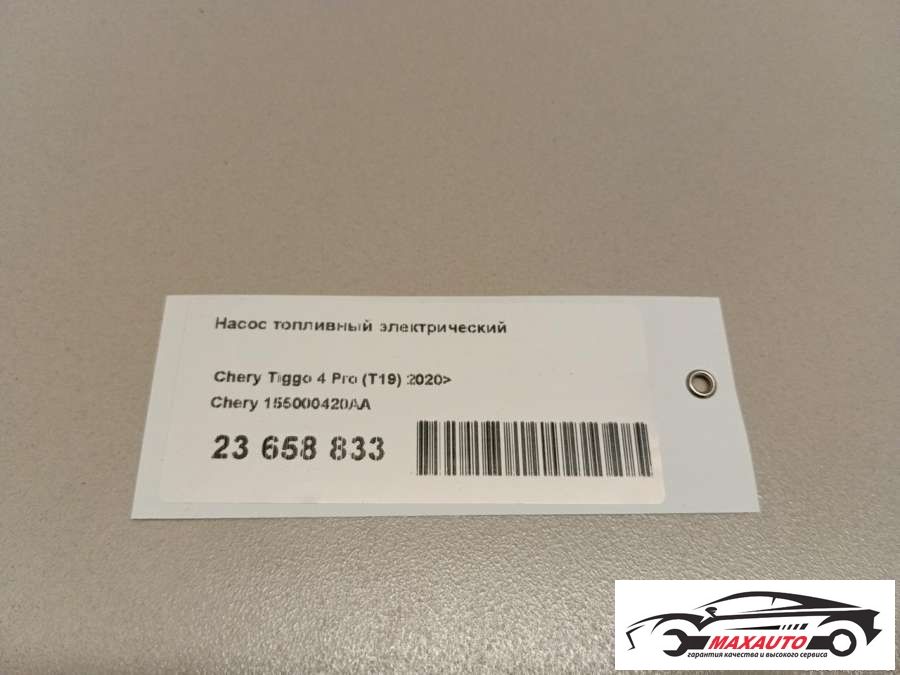 Насос топливный электрический
Chery Tiggo 4 Pro (T19) 2020>
Chery 155000420AA
23 658 833
MAXAUTO
гарантия качества и высокого сервиса